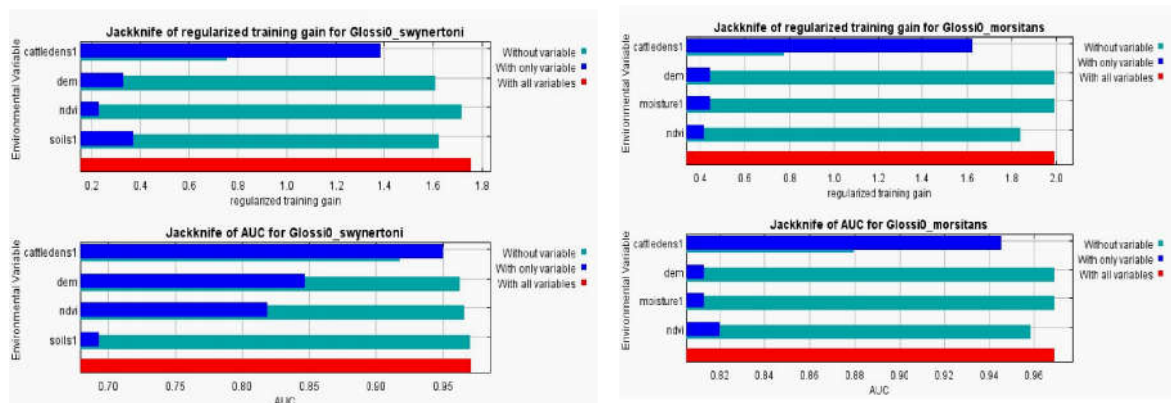 Jackknife of regularized training gain for Glossi0_swynertoni
Environmental Variable
cattledens1
dem
ndvi
soils1
Without variable
With only variable
With all variables
0.2 0.4 0.6 0.8 1.0 1.2 1.4 1.6 1.8
regularized training gain
Jackknife of AUC for Glossi0_swynertoni
Environmental Variable
cattledens1
dem
ndvi
soils1
Without variable
With only variable
With all variables
0.70 0.75 0.80 0.85 0.90 0.95
AUC
Jackknife of regularized training gain for Glossi0_morsitans
Environmental Variable
cattledens1
dem
moisture1
ndvi
Without variable
With only variable
With all variables
0.4 0.6 0.8 1.0 1.2 1.4 1.6 1.8 2.0
regularized training gain
Jackknife of AUC for Glossi0_morsitans
Environmental Variable
cattledens1
dem
moisture1
ndvi
Without variable
With only variable
With all variables
0.82 0.84 0.86 0.88 0.90 0.92 0.94 0.96
AUC